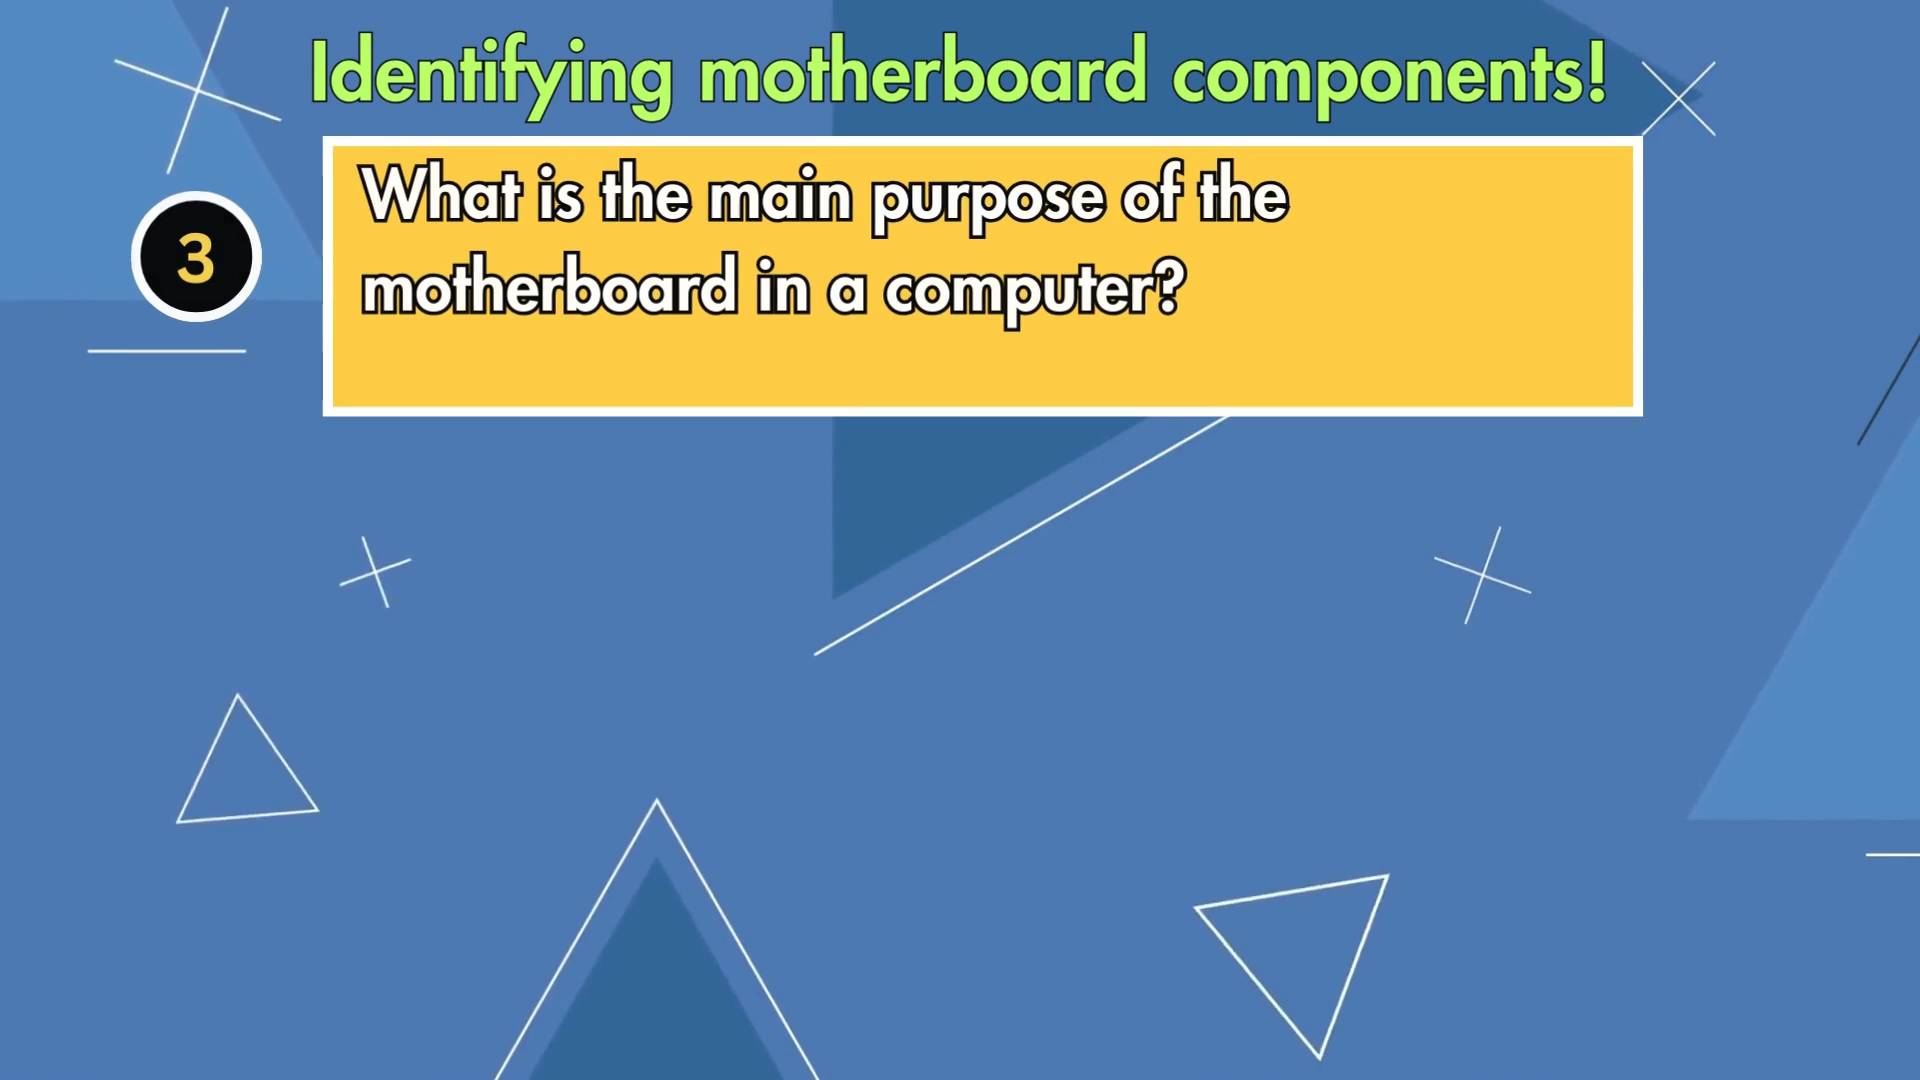 Identifying motherboard components!
3
What is the main purpose of the
motherboard in a computer?